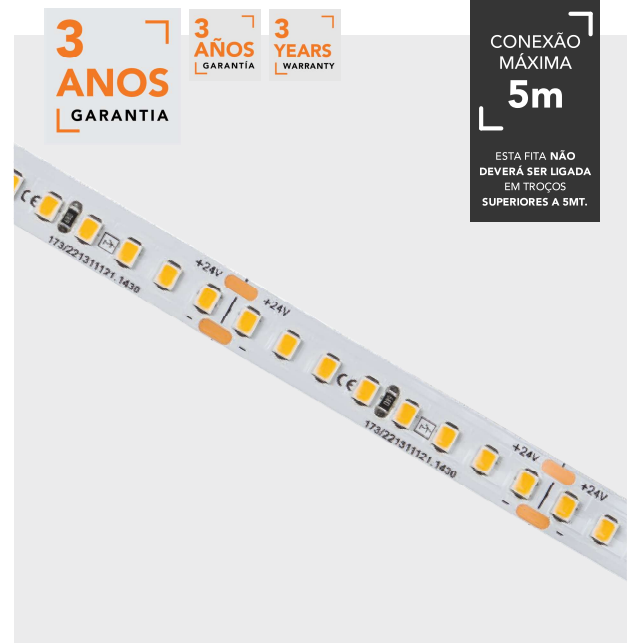 3
ANOS
GARANTIA
3
AÑOS
GARANTÍA
3
YEARS
WARRANTY
CONEXÃO
MÁXIMA
5m
ESTA FITA NÃO
DEVERÁ SER LIGADA
EM TROÇOS
SUPERIORES A 5MT.
CE
173/221311121.1430
+24V
+24V
-
-
CE
173/221311121.1430
+24V
+24V
-
-